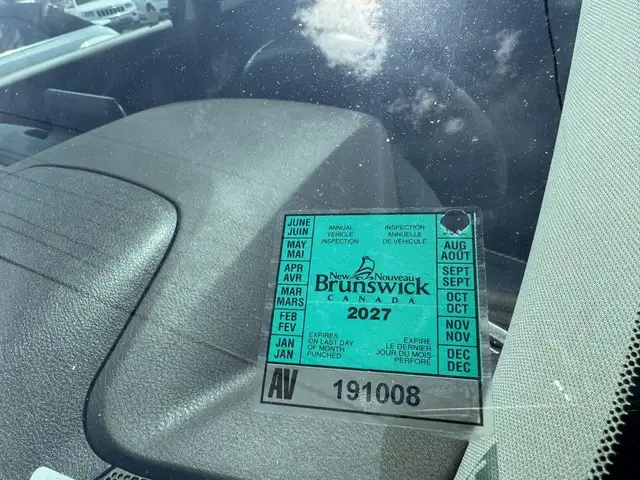 JUNE
JUIN
MAY
MAI
APR
AVR
MAR
MARS
FEB
FEV
JAN
JAN
ANNUAL
VEHICLE
INSPECTION
INSPECTION
ANNUELLE
DE VÉHICULE
New Nouveau
Brunswick
CANADA
2027
EXPIRES
ON LAST DAY
OF MONTH
PUNCHED
EXPIRE
LE DERNIER
JOUR DU MOIS
PERFORÉ
AUG
AOÛT
SEPT
SEPT
OCT
OCT
NOV
NOV
DEC
DEC
AV 191008